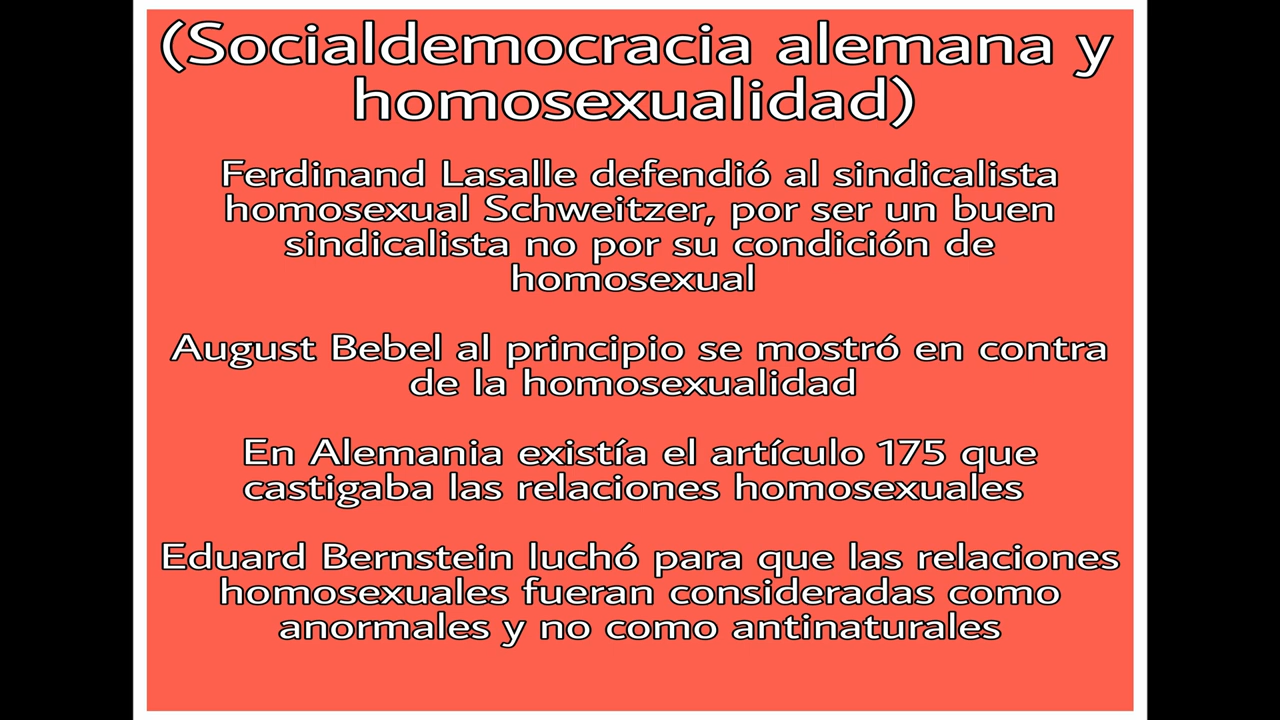 (Socialdemocracia alemana y
homosexualidad)
Ferdinand Lasalle defendió al sindicalista
homosexual Schweitzer, por ser un buen
sindicalista no por su condición de
homosexual
August Bebel al principio se mostró en contra
de la homosexualidad
En Alemania existía el artículo 175 que
castigaba las relaciones homosexuales
Eduard Bernstein luchó para que las relaciones
homosexuales fueran consideradas como
anormales y no como antinaturales